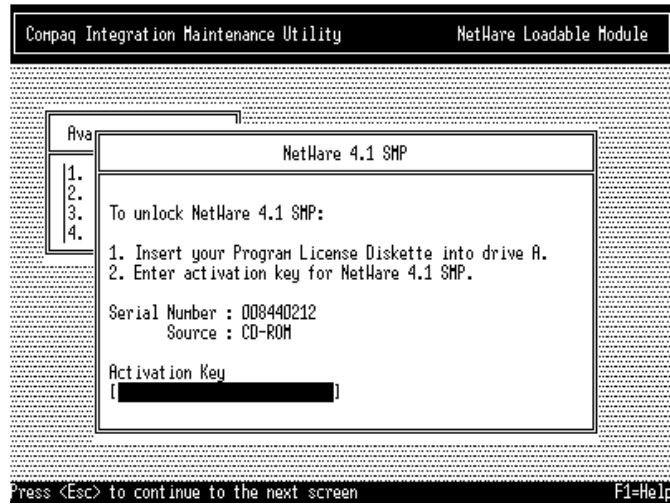 Compaq Integration Maintenance Utility NetWare Loadable Module
NetWare 4.1 SMP
1.
2.
3.
4.
To unlock NetWare 4.1 SMP:
1. Insert your Program License Diskette into drive A.
2. Enter activation key for NetWare 4.1 SMP.
Serial Number : 008440212
Source : CD-ROM
Activation Key
[ ]
Press <Esc> to continue to the next screen F1=Help